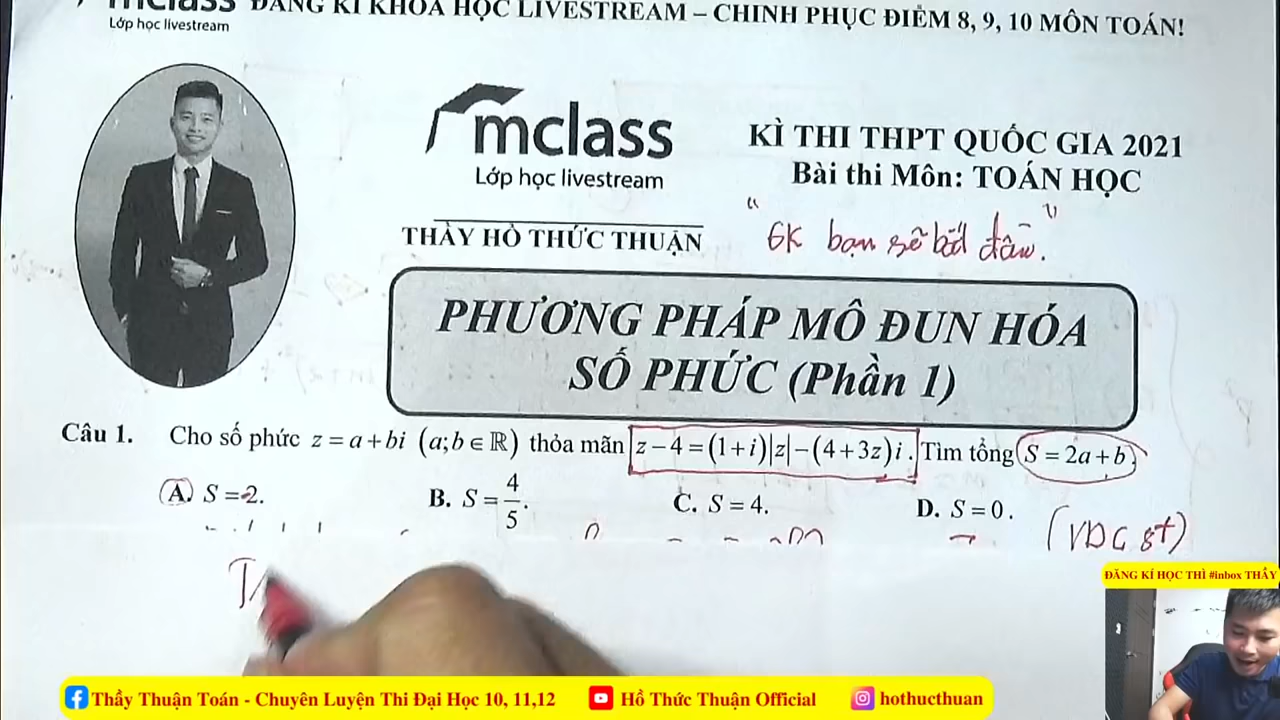 mclass ĐĂNG KÍ KHÓA HỌC LIVESTREAM – CHINH PHỤC ĐIỂM 8, 9, 10 MÔN TOÁN!
Lớp học livestream
mclass
Lớp học livestream
KÌ THI THPT QUỐC GIA 2021
Bài thi Môn: TOÁN HỌC
THẦY HỒ THỨC THUẬN
" GK bạn sẽ bắt đầu. "
PHƯƠNG PHÁP MÔ ĐUN HÓA
SỐ PHỨC (Phần 1)
Câu 1. Cho số phức z = a + bi (a;b ∈ ℝ) thỏa mãn z − 4 = (1 + i)|z| − (4 + 3z)i. Tìm tổng S = 2a + b.
A. S = 2. B. S = 4/5. C. S = 4. D. S = 0. (VDC 8+)
ĐĂNG KÍ HỌC THÌ #inbox THẦY
Thầy Thuận Toán - Chuyên Luyện Thi Đại Học 10, 11,12 Hồ Thức Thuận Official hothucthuan